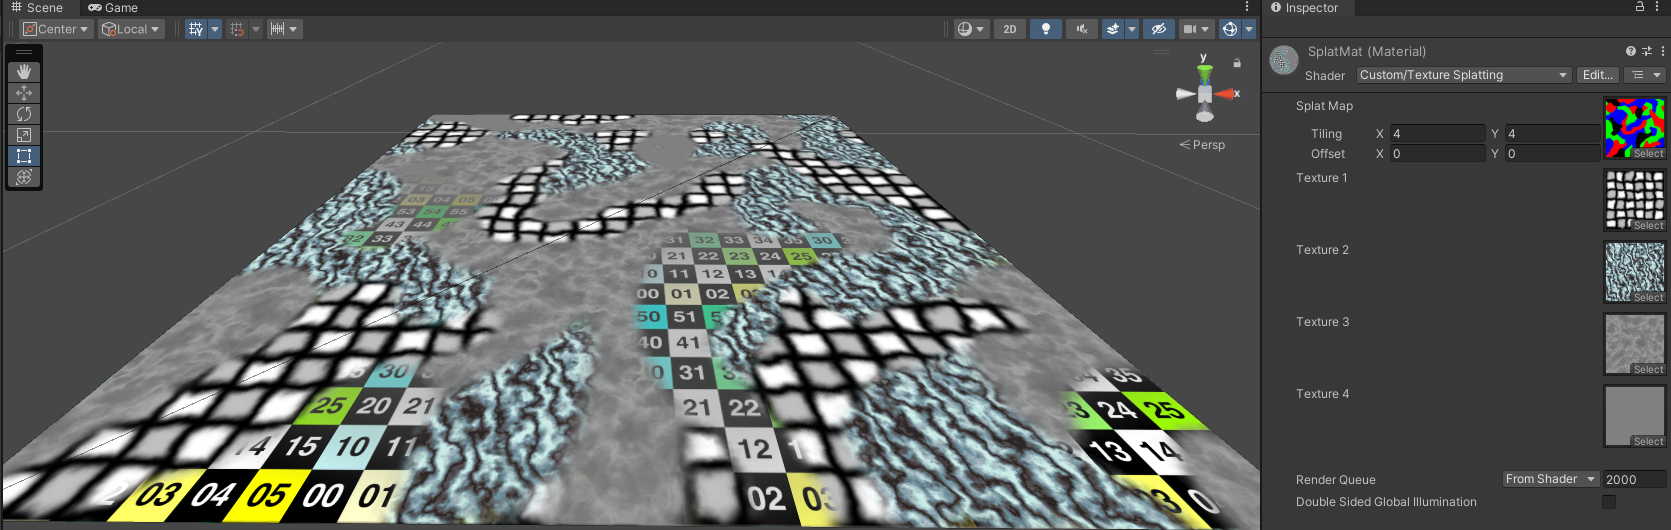 Scene Game
Inspector
Center Local
2D
SplatMat (Material)
Shader Custom/Texture Splatting Edit...
y
x
Persp
Splat Map
Tiling X 4 Y 4
Offset X 0 Y 0
Select
Texture 1
Select
Texture 2
Select
Texture 3
Select
Texture 4
Select
Render Queue From Shader 2000
Double Sided Global Illumination
03 04 05
53 54 55
43 44
33
31 32 33 34 35 30
21 22 23 24 25
11 12 13
00 01 02
50 51
40 41
30 31 35
25 20 21 21 22 24 25
15 10 11 12 13 14
03 04 05 00 01 02 03